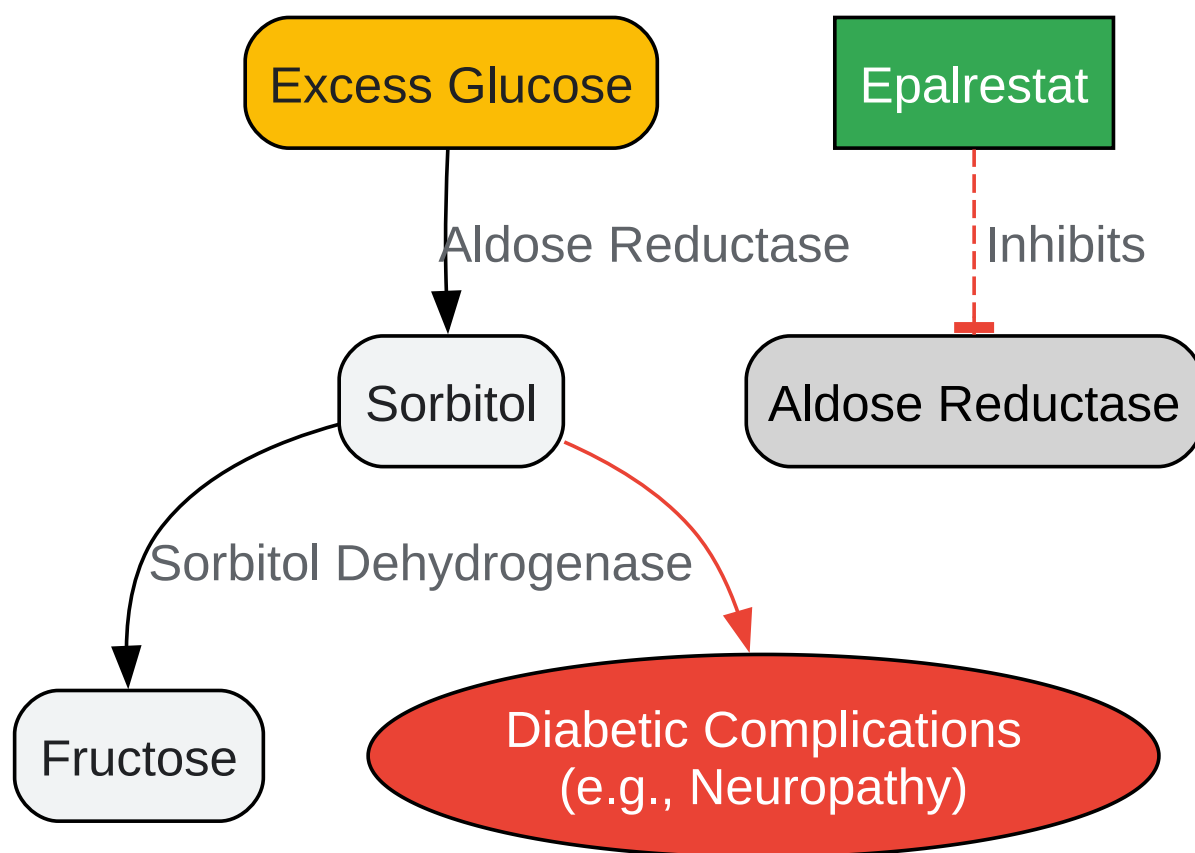 Excess Glucose
Epalrestat
Aldose Reductase
Inhibits
Sorbitol
Aldose Reductase
Sorbitol Dehydrogenase
Fructose
Diabetic Complications
(e.g., Neuropathy)